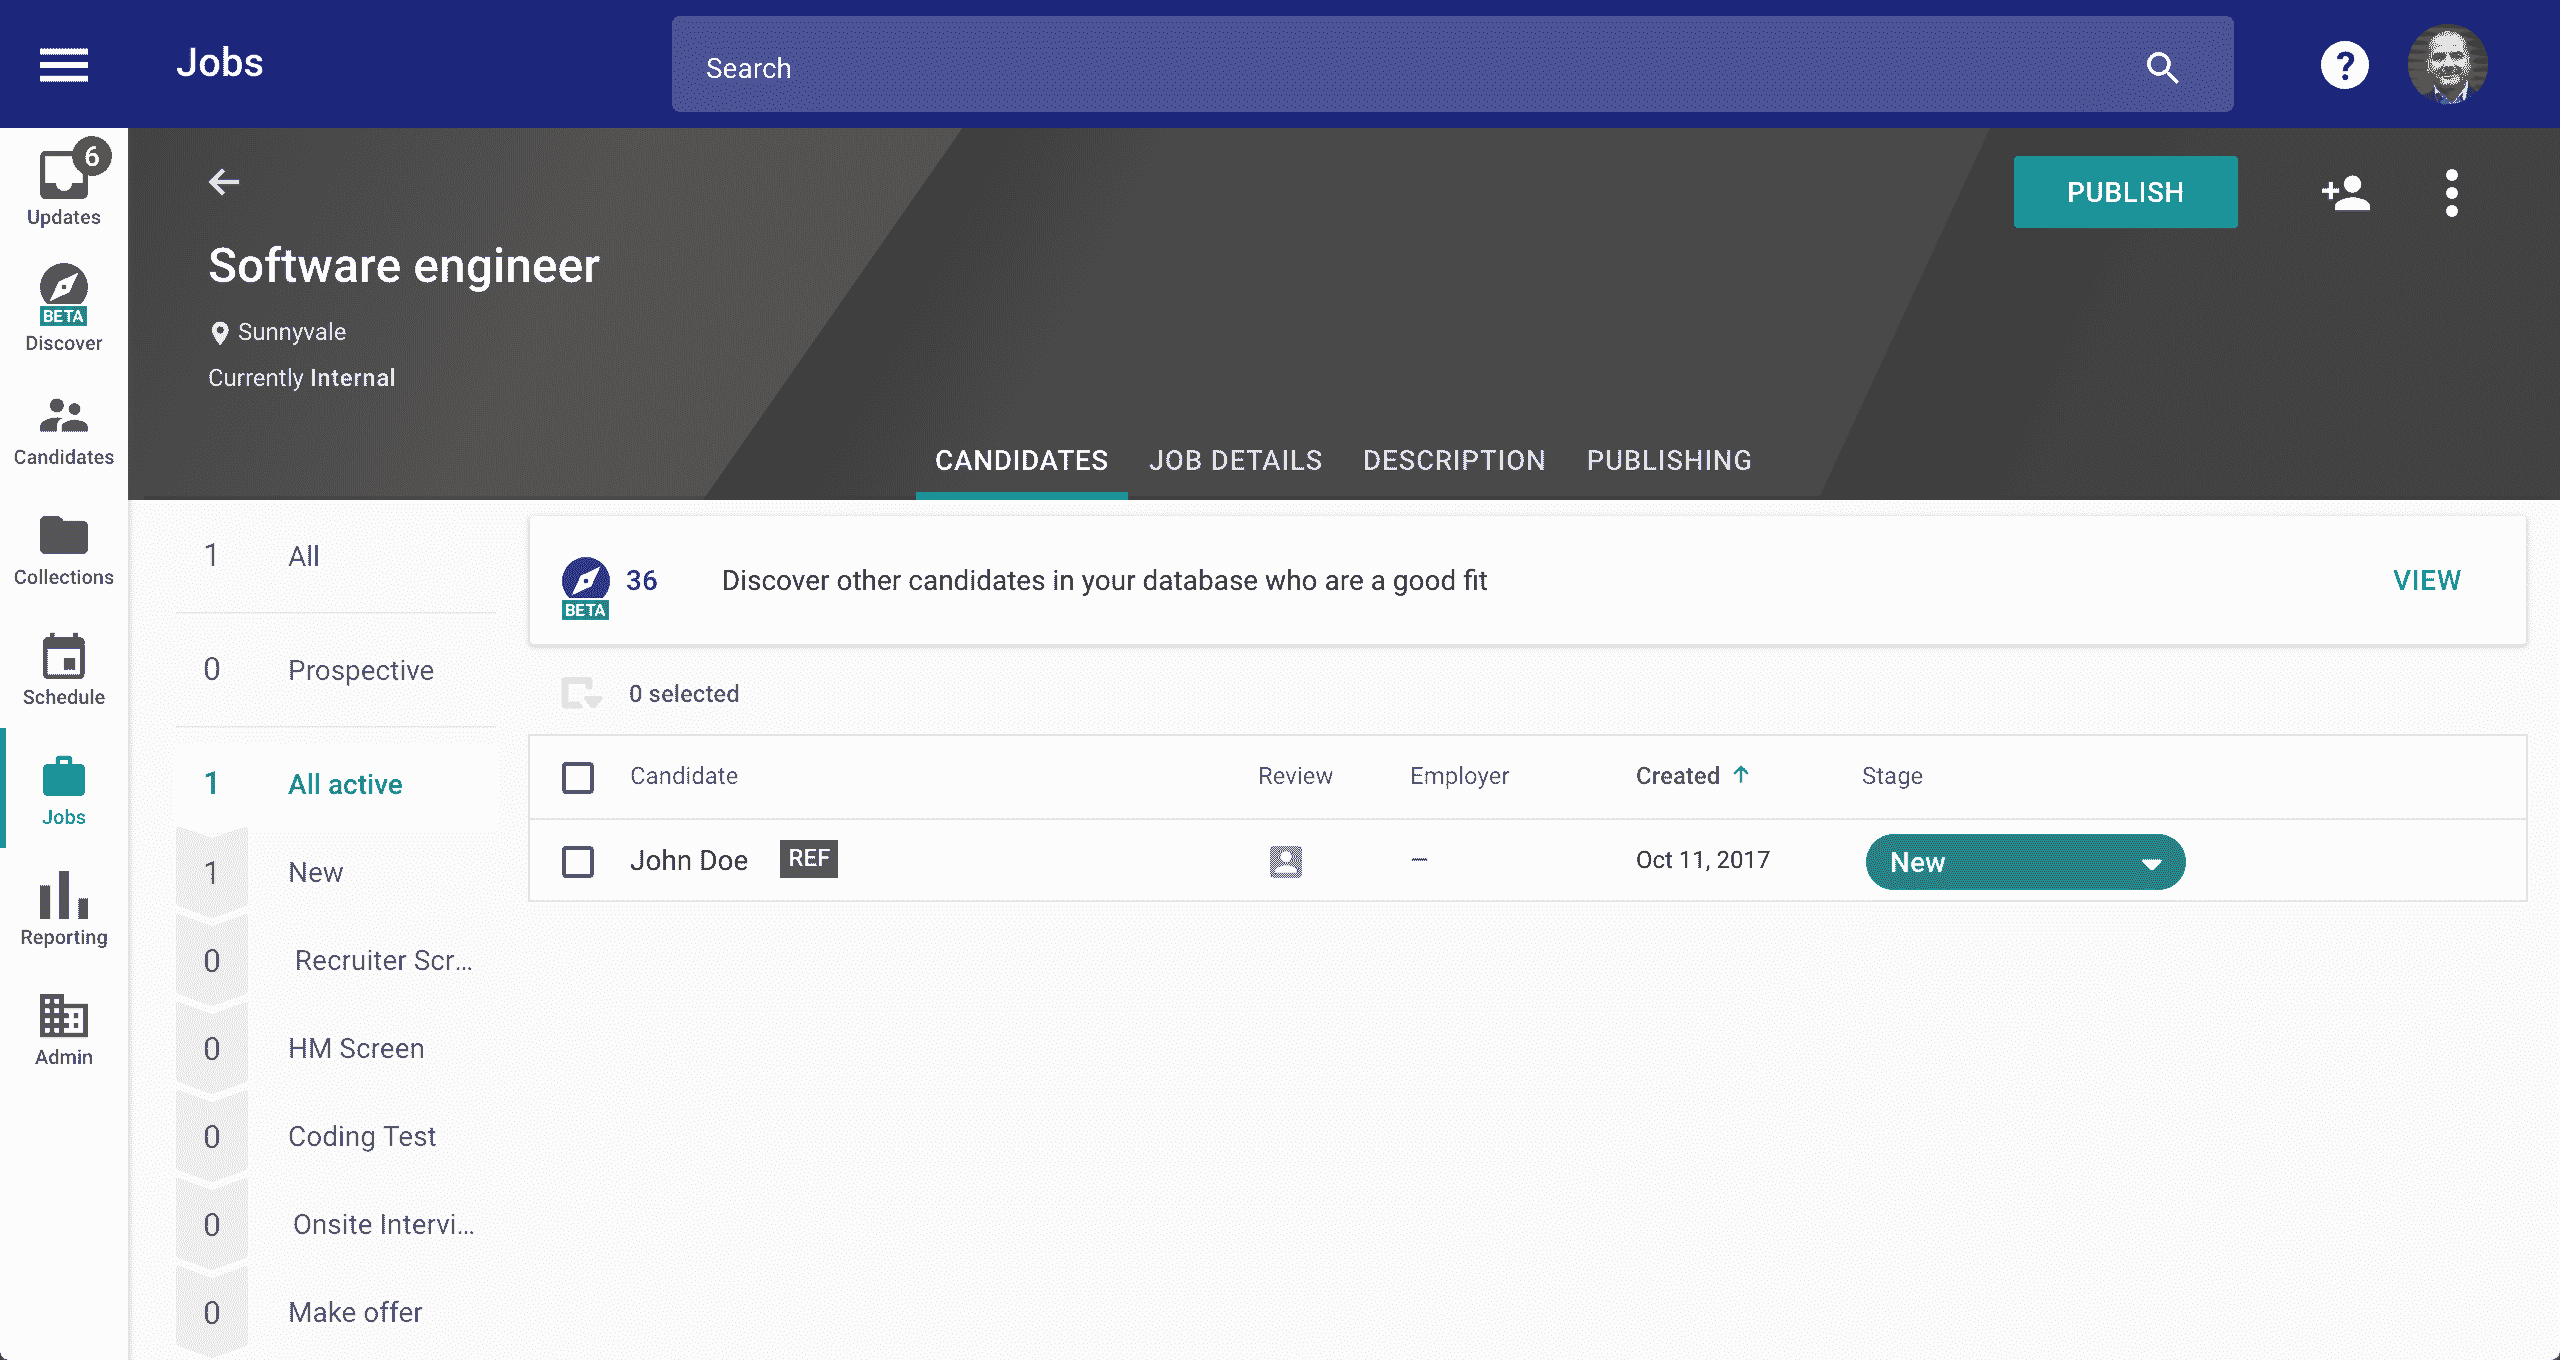 Jobs
Search
?
6
Updates
BETA
Discover
Candidates
Collections
Schedule
Jobs
Reporting
Admin
PUBLISH
Software engineer
Sunnyvale
Currently Internal
CANDIDATES JOB DETAILS DESCRIPTION PUBLISHING
1 All
0 Prospective
1 All active
1 New
0 Recruiter Scr...
0 HM Screen
0 Coding Test
0 Onsite Intervi...
0 Make offer
36 Discover other candidates in your database who are a good fit VIEW
BETA
0 selected
Candidate Review Employer Created Stage
John Doe REF – Oct 11, 2017 New